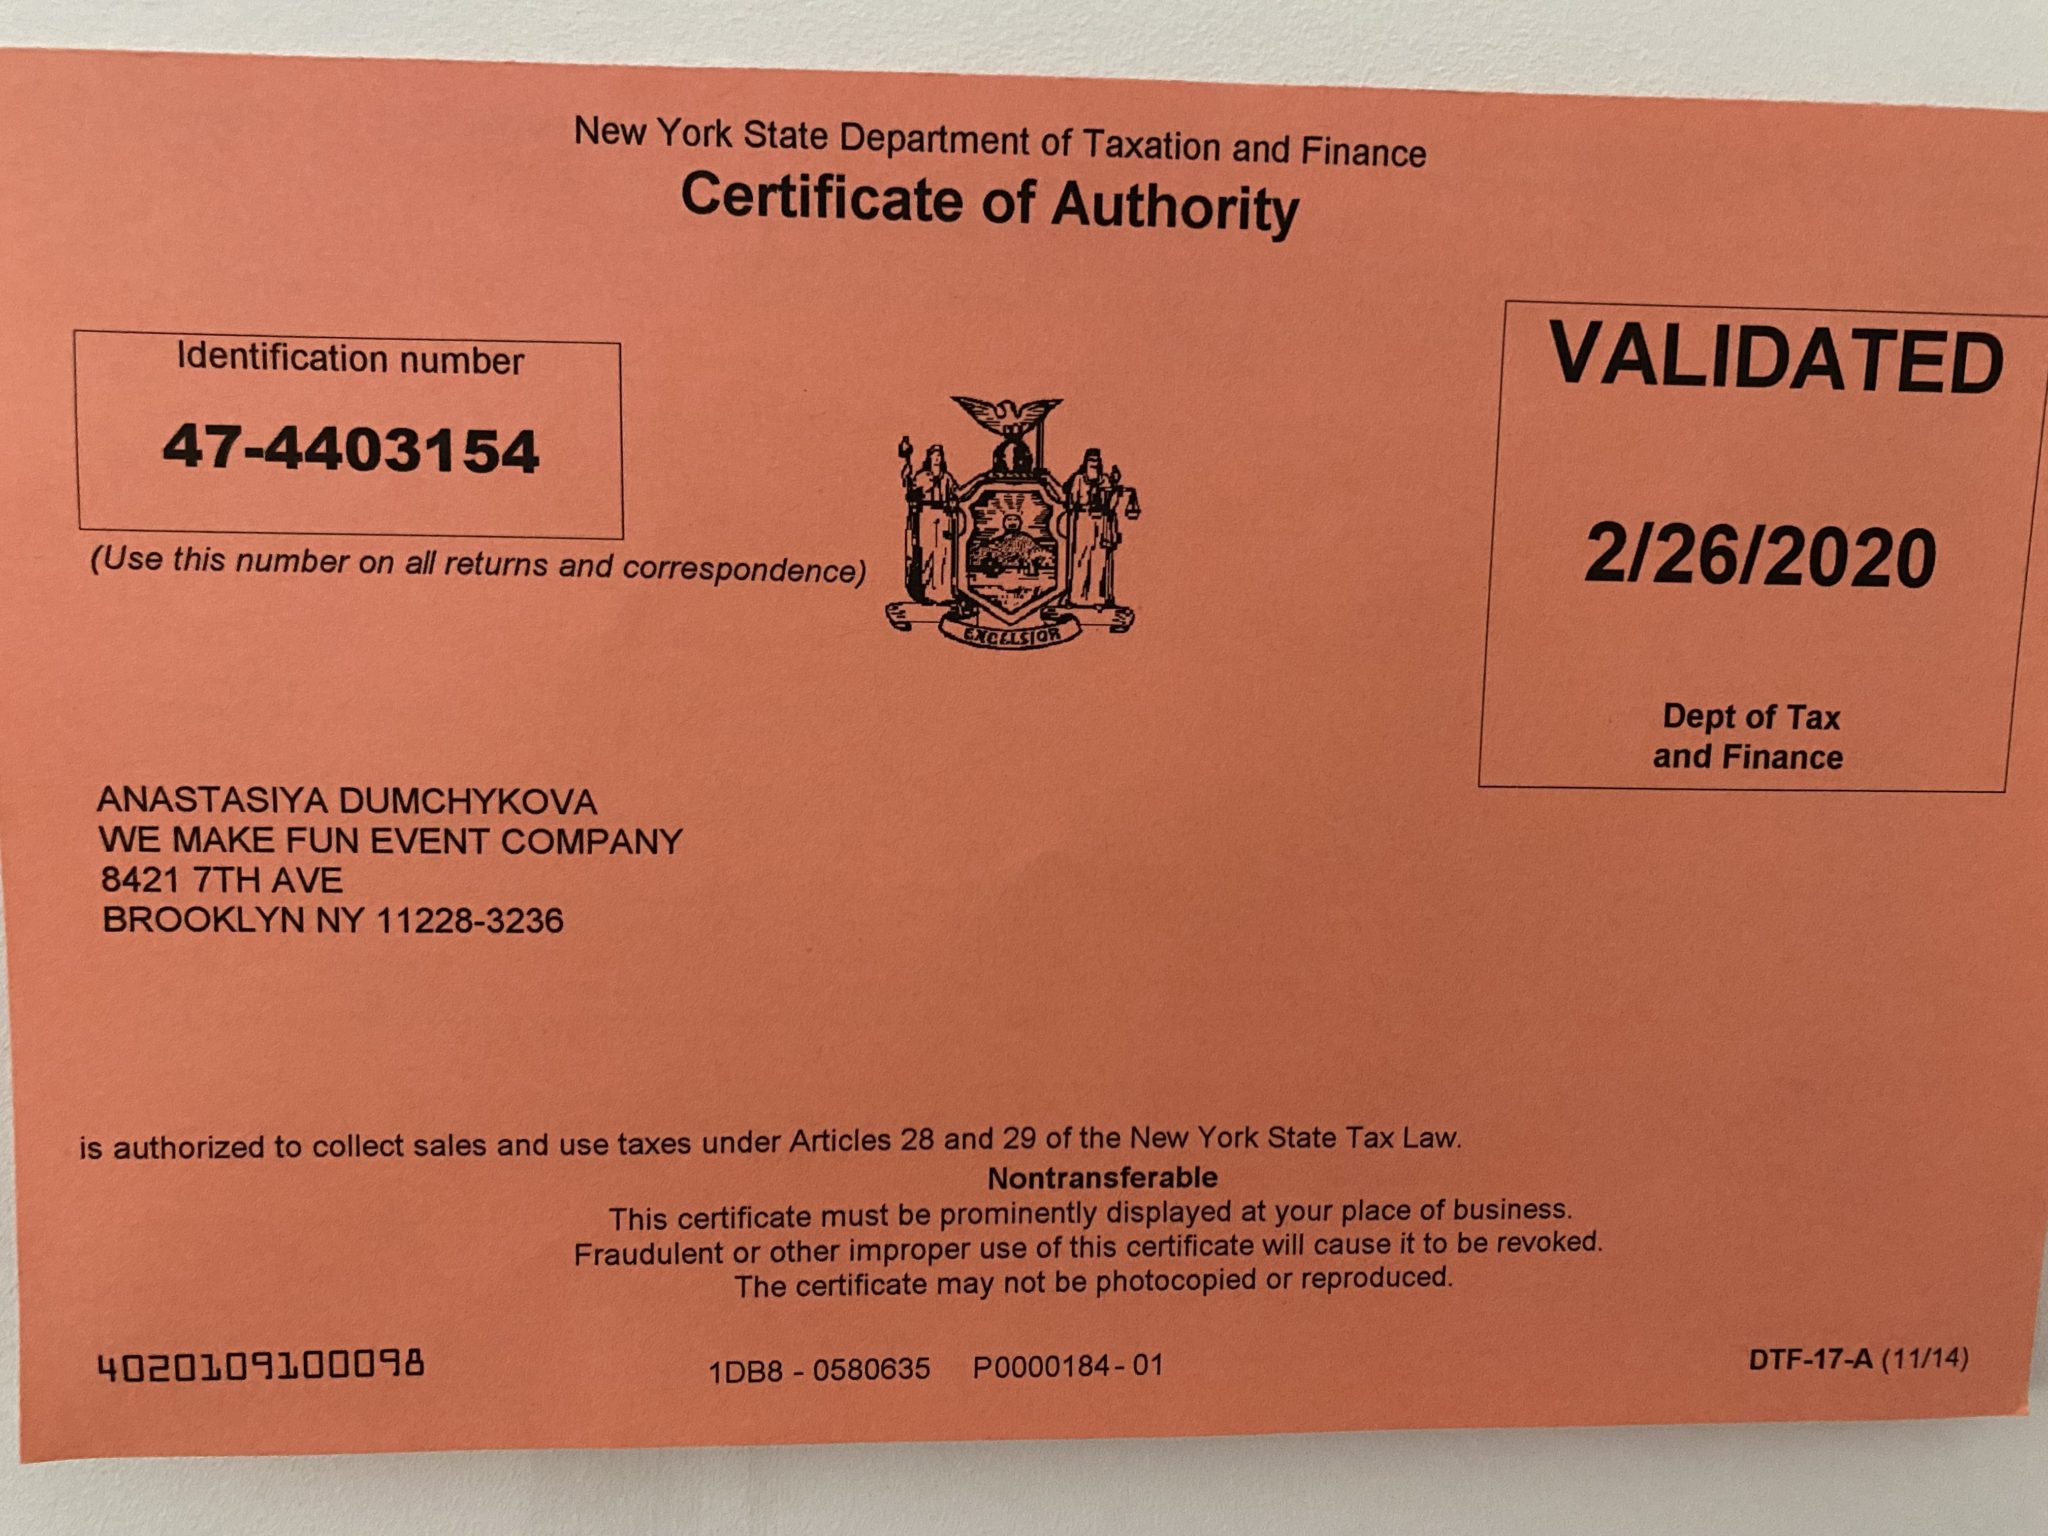 New York State Department of Taxation and Finance
Certificate of Authority
Identification number
47-4403154
(Use this number on all returns and correspondence)
EXCELSIOR
VALIDATED
2/26/2020
Dept of Tax
and Finance
ANASTASIYA DUMCHYKOVA
WE MAKE FUN EVENT COMPANY
8421 7TH AVE
BROOKLYN NY 11228-3236
is authorized to collect sales and use taxes under Articles 28 and 29 of the New York State Tax Law.
Nontransferable
This certificate must be prominently displayed at your place of business.
Fraudulent or other improper use of this certificate will cause it to be revoked.
The certificate may not be photocopied or reproduced.
4020109100098
1DB8 - 0580635 P0000184 - 01
DTF-17-A (11/14)